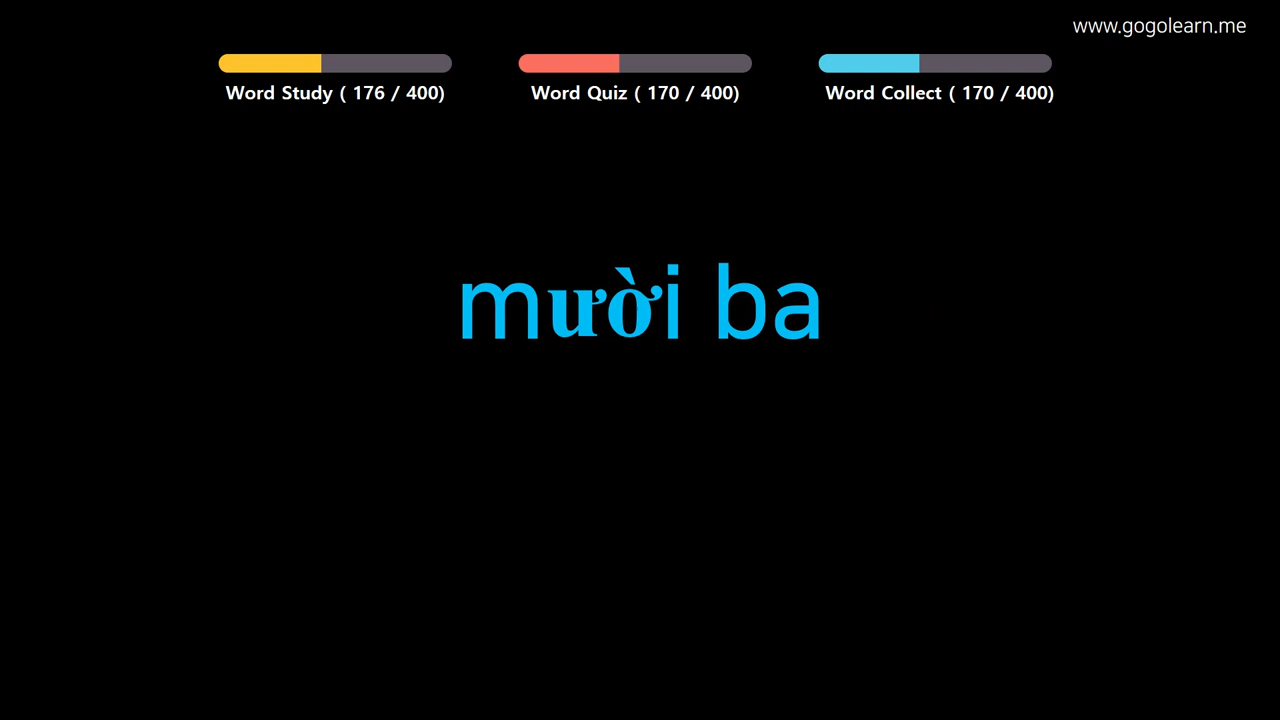 www.gogolearn.me
Word Study ( 176 / 400)
Word Quiz ( 170 / 400)
Word Collect ( 170 / 400)
mười ba